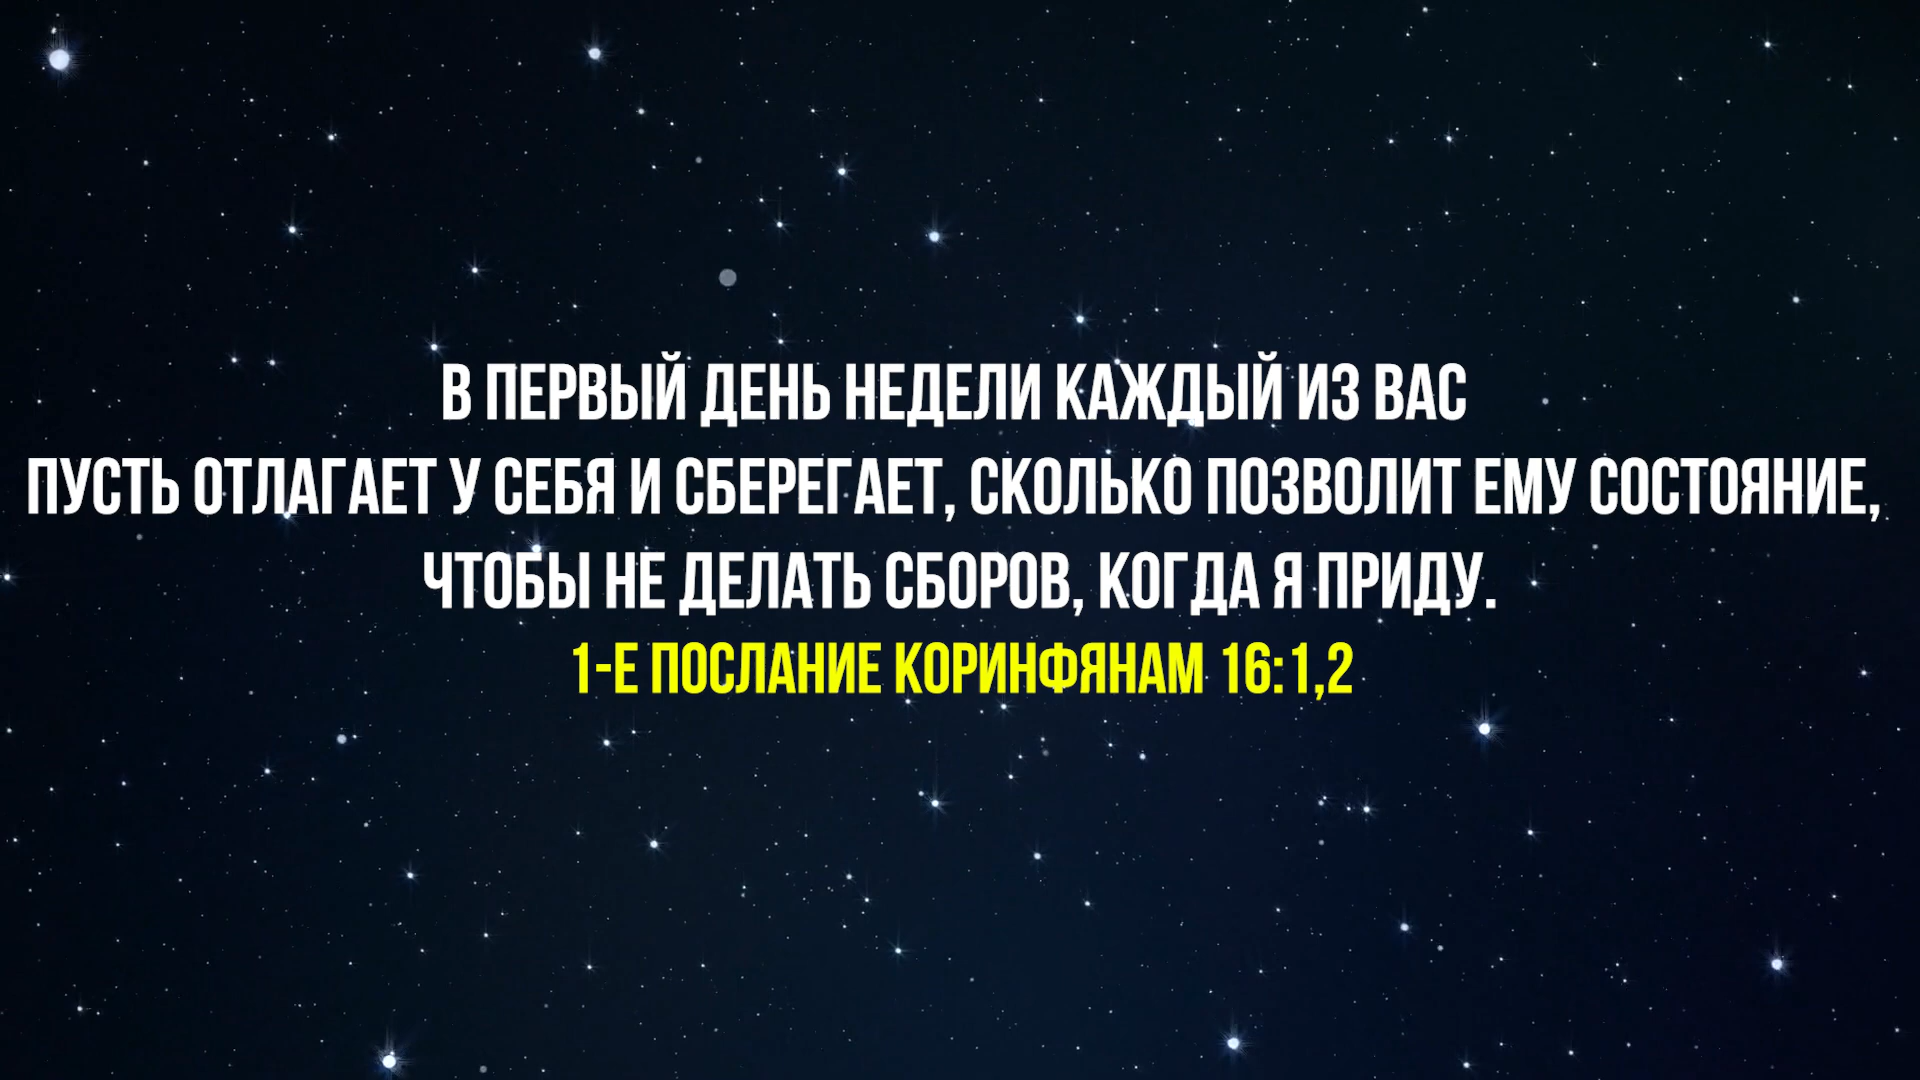 В ПЕРВЫЙ ДЕНЬ НЕДЕЛИ КАЖДЫЙ ИЗ ВАС
ПУСТЬ ОТЛАГАЕТ У СЕБЯ И СБЕРЕГАЕТ, СКОЛЬКО ПОЗВОЛИТ ЕМУ СОСТОЯНИЕ,
ЧТОБЫ НЕ ДЕЛАТЬ СБОРОВ, КОГДА Я ПРИДУ.
1-Е ПОСЛАНИЕ КОРИНФЯНАМ 16:1,2